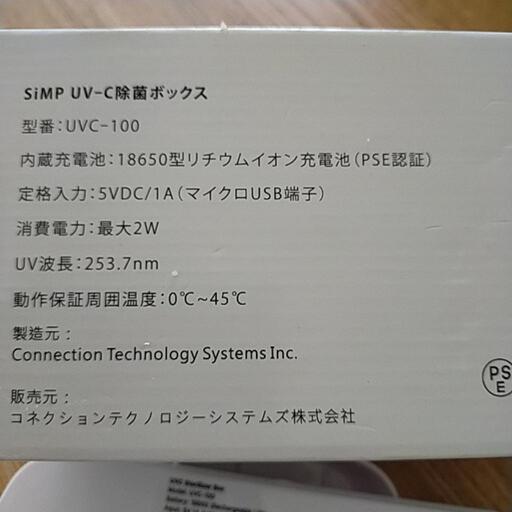 SiMP UV-C除菌ボックス
型番:UVC-100
内蔵充電池:18650型リチウムイオン充電池(PSE認証)
定格入力:5VDC/1A(マイクロUSB端子)
消費電力:最大2W
UV波長:253.7nm
動作保証周囲温度:0℃~45℃
製造元:
Connection Technology Systems Inc.
PS
E
販売元:
コネクションテクノロジーシステムズ株式会社